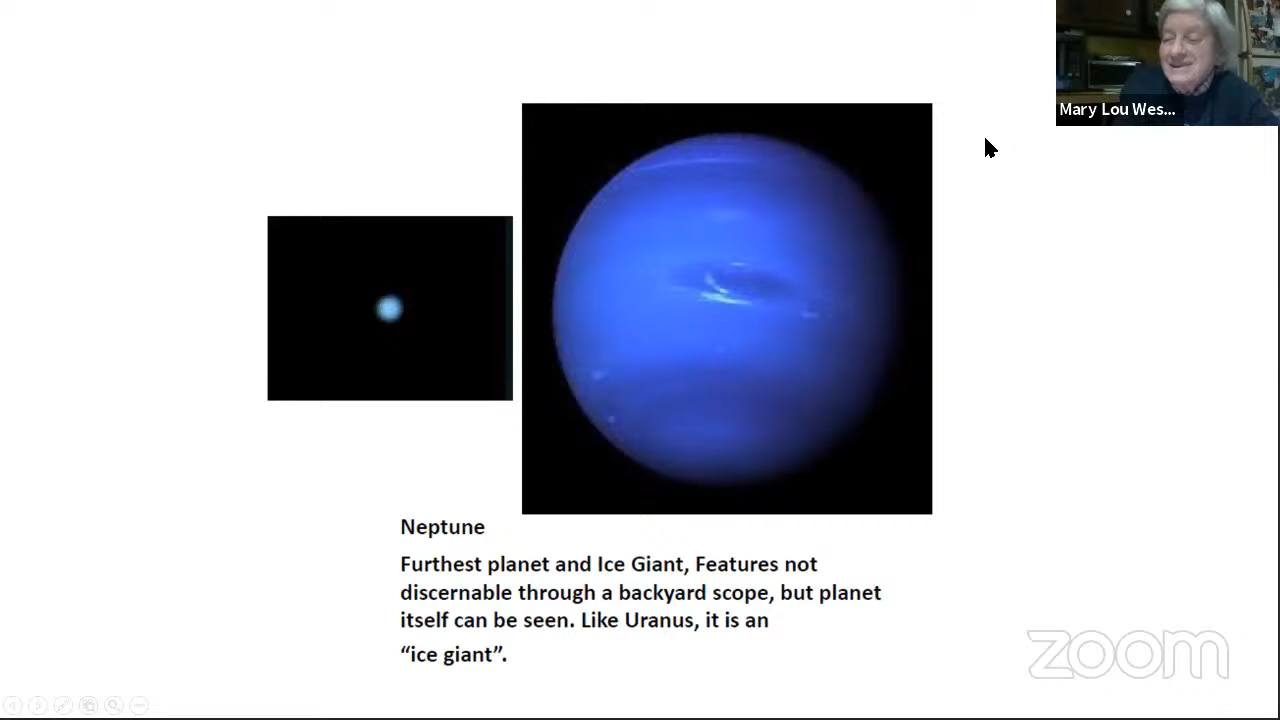 Mary Lou Wes...
Neptune
Furthest planet and Ice Giant, Features not
discernable through a backyard scope, but planet
itself can be seen. Like Uranus, it is an
“ice giant”.
zoom